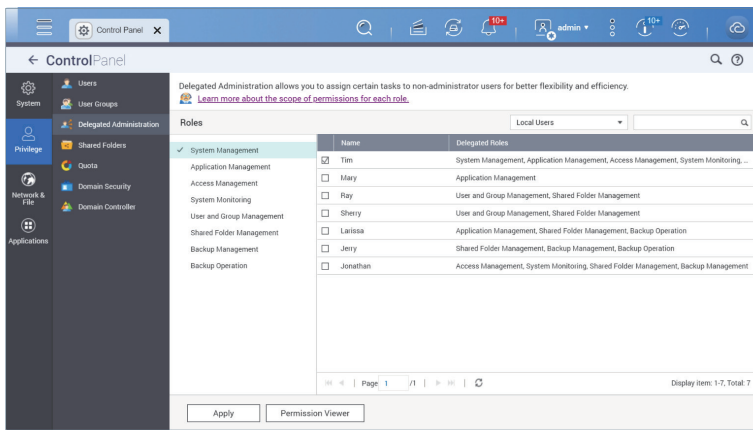 Control Panel
10+
admin
10+
ControlPanel
System
Privilege
Network & File
Applications
Users
User Groups
Delegated Administration
Shared Folders
Quota
Domain Security
Domain Controller
Delegated Administration allows you to assign certain tasks to non-administrator users for better flexibility and efficiency.
Learn more about the scope of permissions for each role.
Roles
Local Users
System Management
Application Management
Access Management
System Monitoring
User and Group Management
Shared Folder Management
Backup Management
Backup Operation
Name Delegated Roles
Tim System Management, Application Management, Access Management, System Monitoring, ...
Mary Application Management
Ray User and Group Management, Shared Folder Management
Sherry User and Group Management, Shared Folder Management
Larissa Application Management, Shared Folder Management, Backup Operation
Jerry Shared Folder Management, Backup Management, Backup Operation
Jonathan Access Management, System Monitoring, Shared Folder Management, Backup Management
Page 1 /1
Display item: 1-7, Total: 7
Apply
Permission Viewer